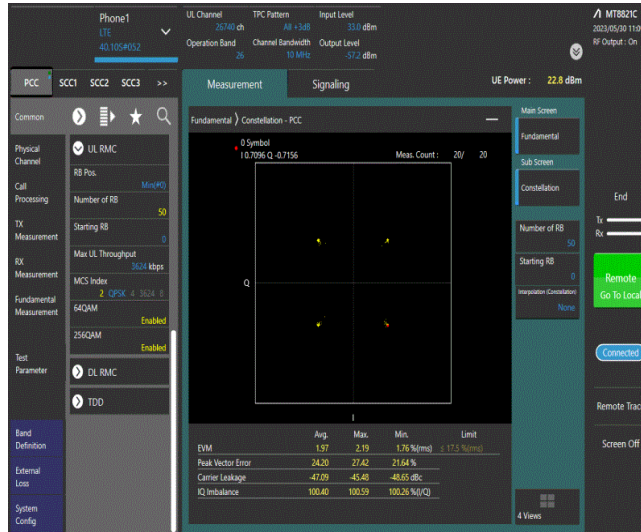 Phone1
LTE
40.10S#052
UL Channel TPC Pattern Input Level
26740 ch All +3dB 33.0 dBm
Operation Band Channel Bandwidth Output Level
26 10 MHz -57.2 dBm
MT8821C
2023/05/30 11:0
RF Output : On
PCC SCC1 SCC2 SCC3 >>
Measurement Signaling UE Power : 22.8 dBm
Common
Physical
Channel
Call
Processing
TX
Measurement
RX
Measurement
Fundamental
Measurement
Test
Parameter
Band
Definition
External
Loss
System
Config
UL RMC
RB Pos.
Min(#0)
Number of RB
50
Starting RB
0
Max UL Throughput
3624 kbps
MCS Index
2 QPSK 4 3624 8
64QAM
Enabled
256QAM
Enabled
DL RMC
TDD
Fundamental Constellation - PCC
0 Symbol
I 0.7096 Q -0.7156 Meas. Count : 20/ 20
Q
I
Avg. Max. Min. Limit
EVM 1.97 2.19 1.76 %(rms) ≤ 17.5 %(rms)
Peak Vector Error 24.20 27.42 21.64 %
Carrier Leakage -47.09 -45.48 -48.65 dBc
IQ Imbalance 100.40 100.59 100.26 %(I/Q)
Main Screen
Fundamental
Sub Screen
Constellation
Number of RB
50
Starting RB
0
Interpolation (Constellation)
None
4 Views
End
Tx
Rx
Remote
Go To Local
Connected
Remote Trac
Screen Off